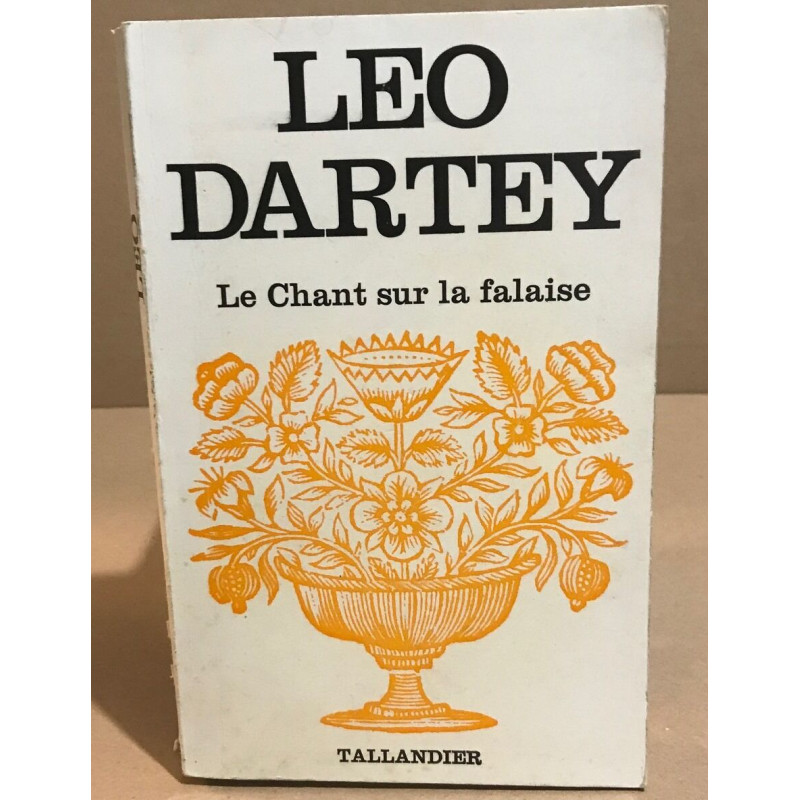 LEO
DARTEY
Le Chant sur la falaise
TALLANDIER